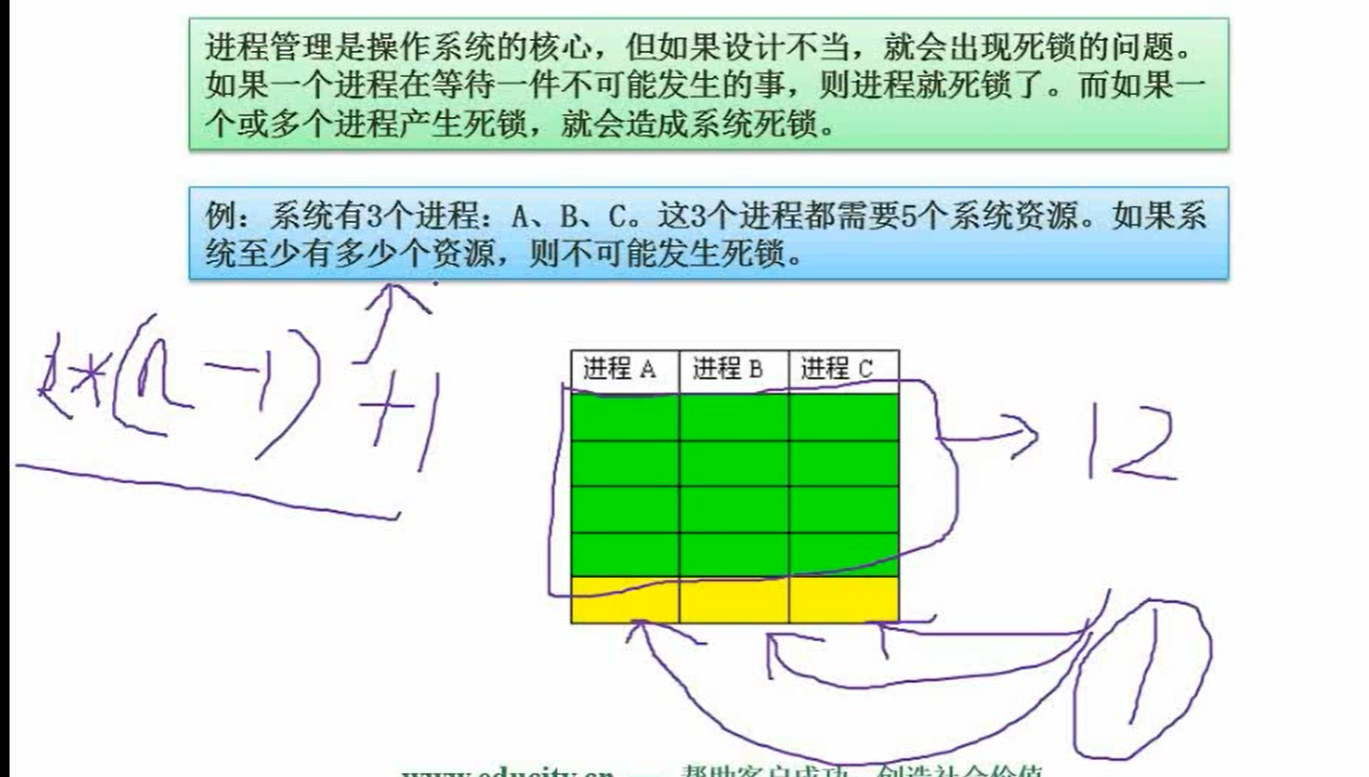 进程管理是操作系统的核心，但如果设计不当，就会出现死锁的问题。
如果一个进程在等待一件不可能发生的事，则进程就死锁了。而如果一
个或多个进程产生死锁，就会造成系统死锁。
例：系统有3个进程：A、B、C。这3个进程都需要5个系统资源。如果系
统至少有多少个资源，则不可能发生死锁。
*(n-1)+1
进程 A 进程 B 进程 C
12
1
www.educity.cn —— 帮助客户成功，创造社会价值